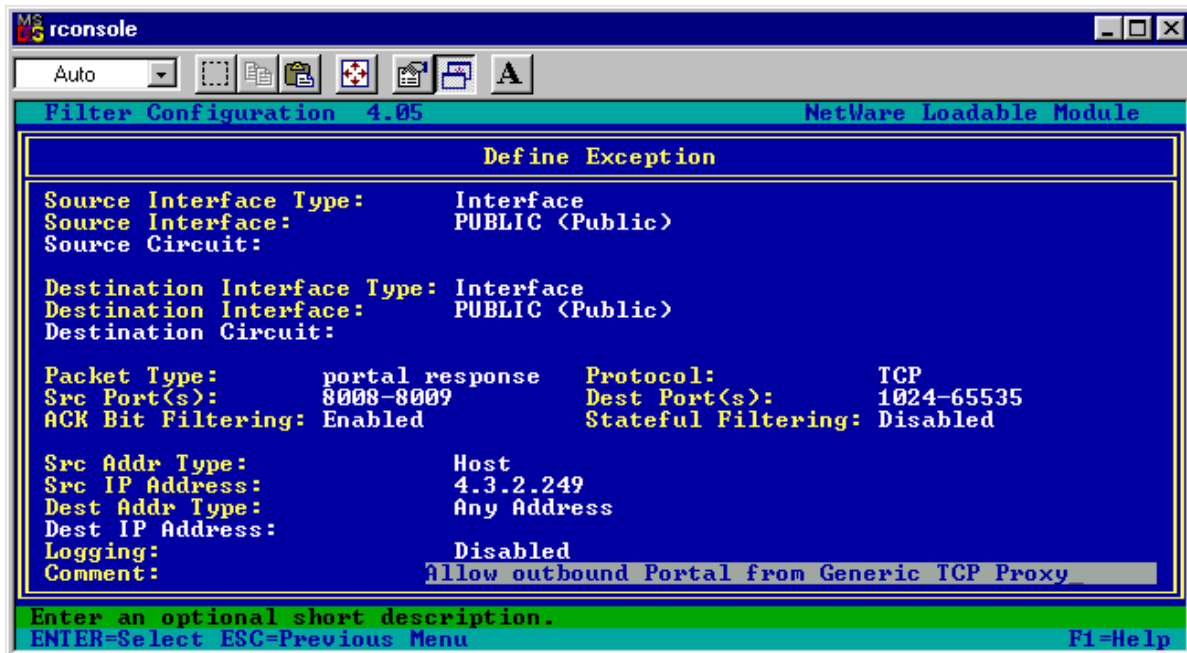 MS DOS rconsole
Auto A
Filter Configuration 4.05 NetWare Loadable Module
Define Exception
Source Interface Type: Interface
Source Interface: PUBLIC (Public)
Source Circuit:
Destination Interface Type: Interface
Destination Interface: PUBLIC (Public)
Destination Circuit:
Packet Type: portal response Protocol: TCP
Src Port(s): 8008-8009 Dest Port(s): 1024-65535
ACK Bit Filtering: Enabled Stateful Filtering: Disabled
Src Addr Type: Host
Src IP Address: 4.3.2.249
Dest Addr Type: Any Address
Dest IP Address:
Logging: Disabled
Comment: Allow outbound Portal from Generic TCP Proxy_
Enter an optional short description.
ENTER=Select ESC=Previous Menu F1=Help